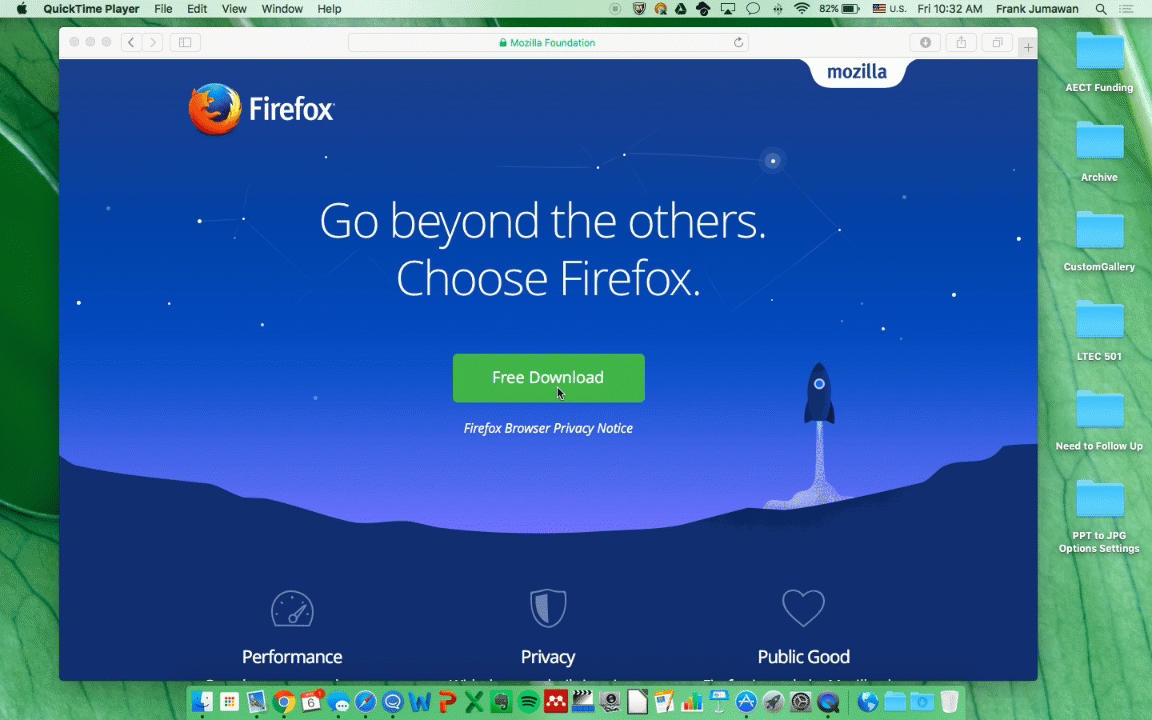 QuickTime Player File Edit View Window Help 82% U.S. Fri 10:32 AM Frank Jumawan
Mozilla Foundation
mozilla
Firefox
Go beyond the others.
Choose Firefox.
Free Download
Firefox Browser Privacy Notice
Performance
Privacy
Public Good
AECT Funding
Archive
CustomGallery
LTEC 501
Need to Follow Up
PPT to JPG
Options Settings
6